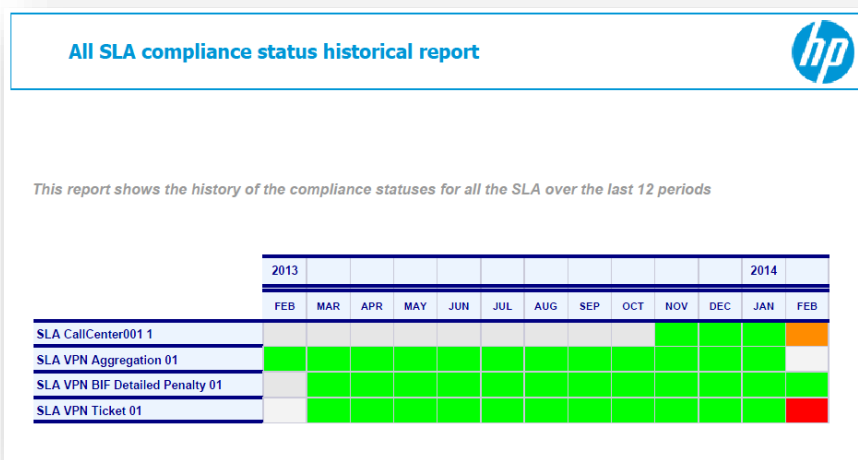 All SLA compliance status historical report
hp
This report shows the history of the compliance statuses for all the SLA over the last 12 periods
2013 2014
FEB MAR APR MAY JUN JUL AUG SEP OCT NOV DEC JAN FEB
SLA CallCenter001 1
SLA VPN Aggregation 01
SLA VPN BIF Detailed Penalty 01
SLA VPN Ticket 01